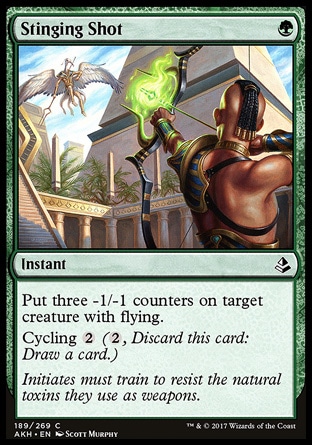 Stinging Shot
Instant
Put three -1/-1 counters on target
creature with flying.
Cycling 2 (2, Discard this card:
Draw a card.)
Initiates must train to resist the natural
toxins they use as weapons.
189/269 C
AKH • EN Scott Murphy
™ & © 2017 Wizards of the Coast